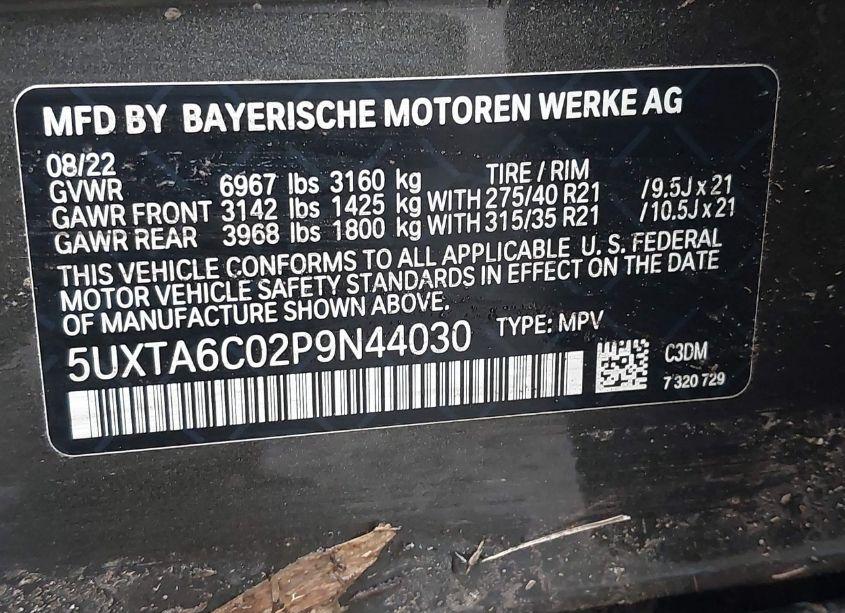 MFD BY BAYERISCHE MOTOREN WERKE AG
08/22 TIRE / RIM
GVWR 6967 lbs 3160 kg
GAWR FRONT 3142 lbs 1425 kg WITH 275/40 R21 /9.5J x 21
GAWR REAR 3968 lbs 1800 kg WITH 315/35 R21 /10.5J x 21
THIS VEHICLE CONFORMS TO ALL APPLICABLE U. S. FEDERAL
MOTOR VEHICLE SAFETY STANDARDS IN EFFECT ON THE DATE
OF MANUFACTURE SHOWN ABOVE.
5UXTA6C02P9N44030 TYPE: MPV
C3DM
7 320 729